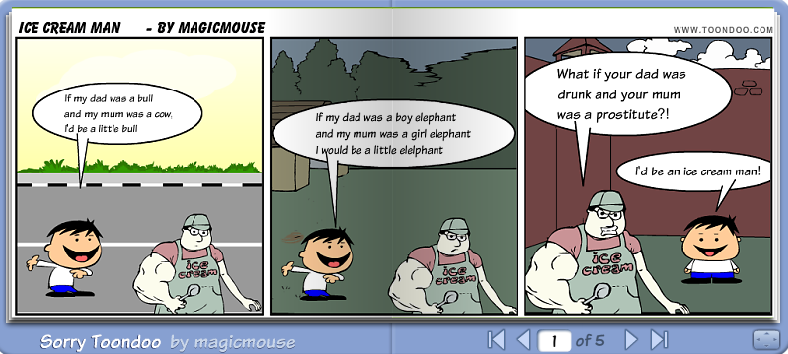 ICE CREAM MAN - BY MAGICMOUSE
WWW.TOONDOO.COM
If my dad was a bull
and my mum was a cow,
I'd be a little bull
ice
cream
If my dad was a boy elephant
and my mum was a girl elephant
I would be a little elelphant
ice
cream
What if your dad was
drunk and your mum
was a prostitute?!
I'd be an ice cream man!
ice
cream
Sorry Toondoo by magicmouse
1 of 5